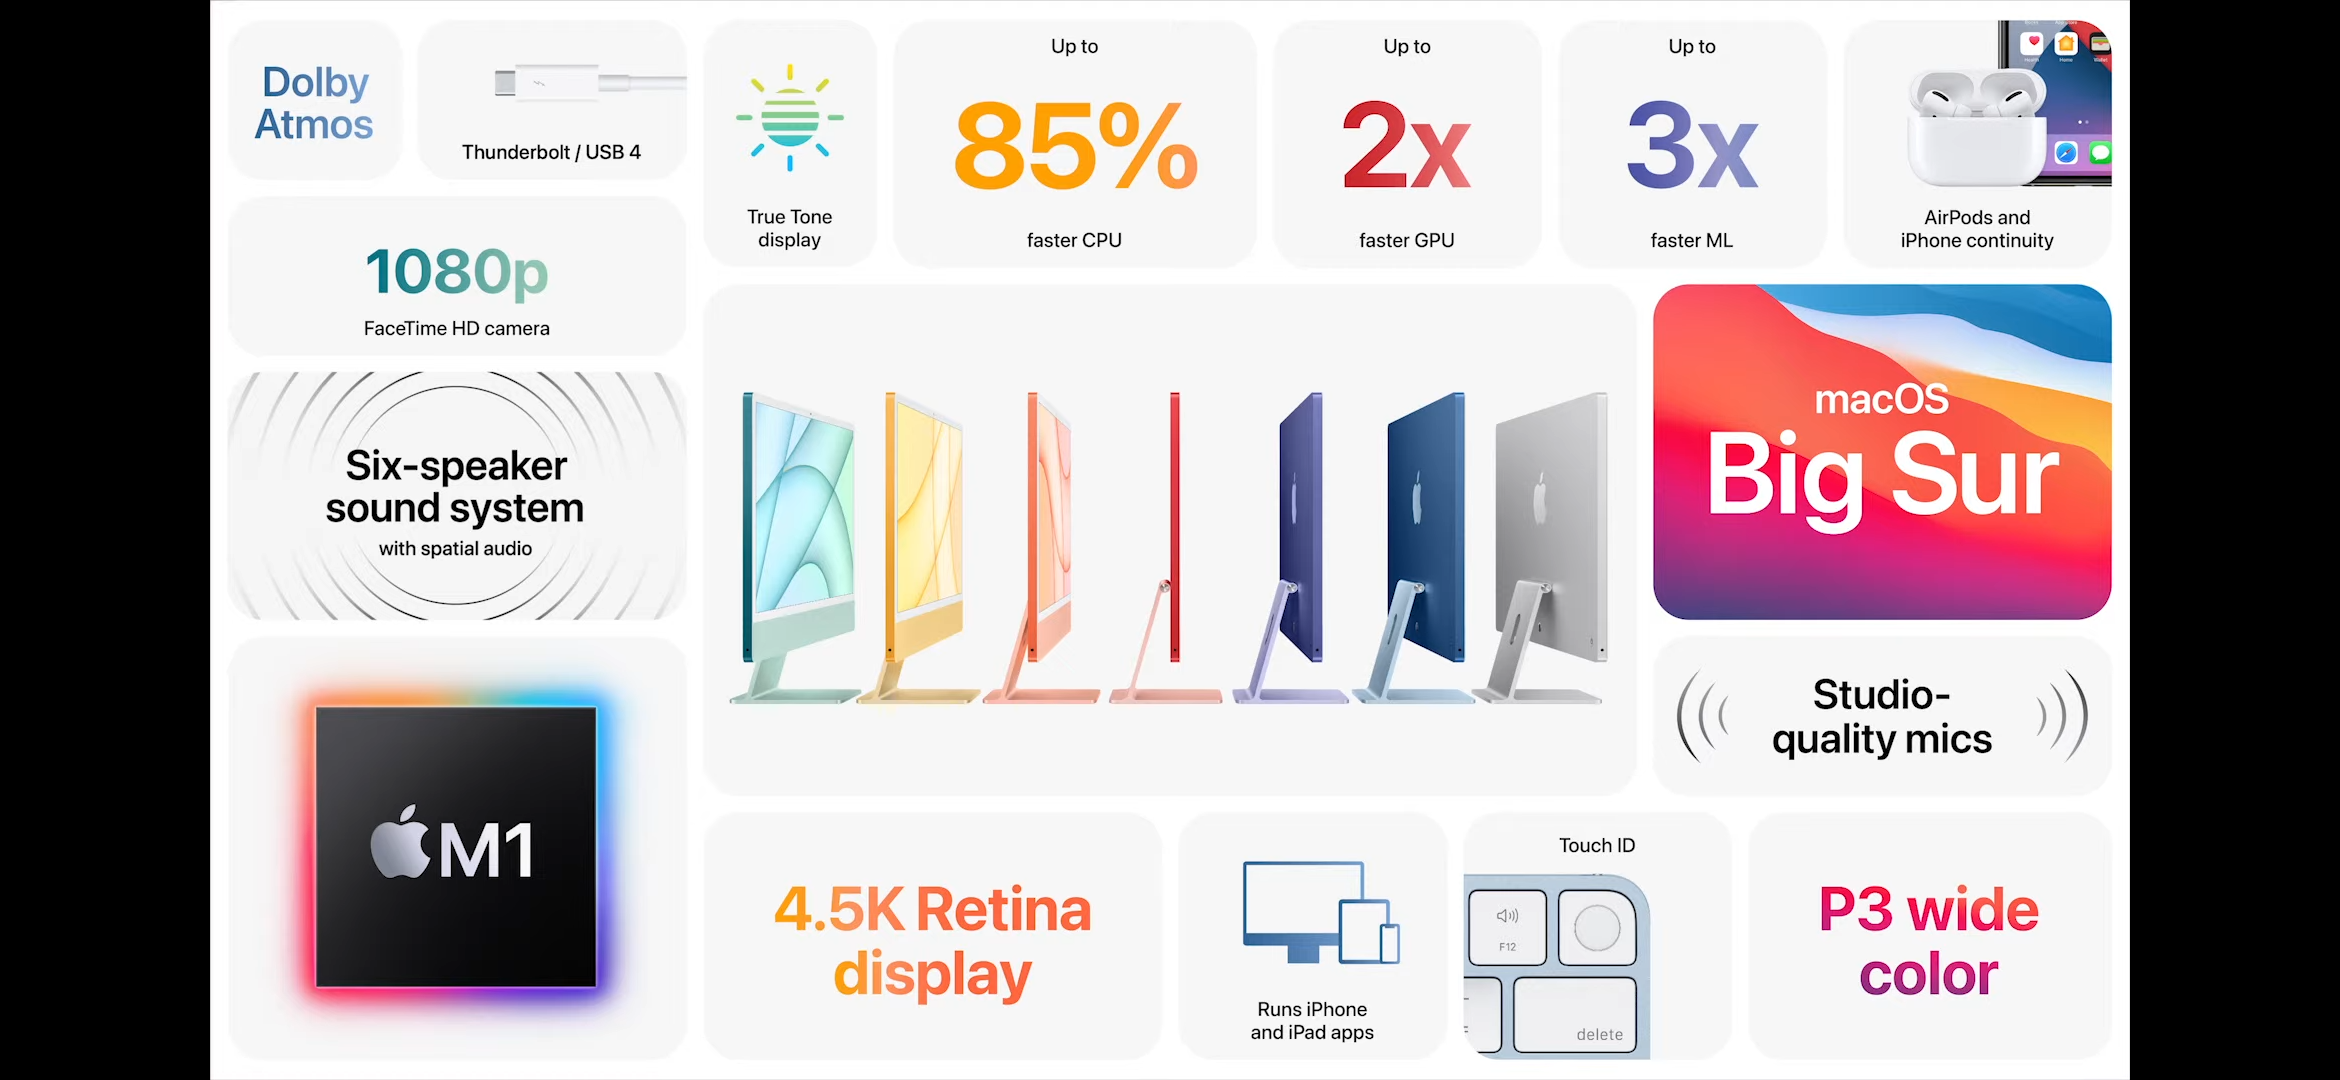 Dolby
Atmos
Thunderbolt / USB 4
True Tone
display
Up to
85%
faster CPU
Up to
2x
faster GPU
Up to
3x
faster ML
AirPods and
iPhone continuity
1080p
FaceTime HD camera
Six-speaker
sound system
with spatial audio
macOS
Big Sur
Studio-
quality mics
M1
4.5K Retina
display
Runs iPhone
and iPad apps
Touch ID
F12
delete
P3 wide
color